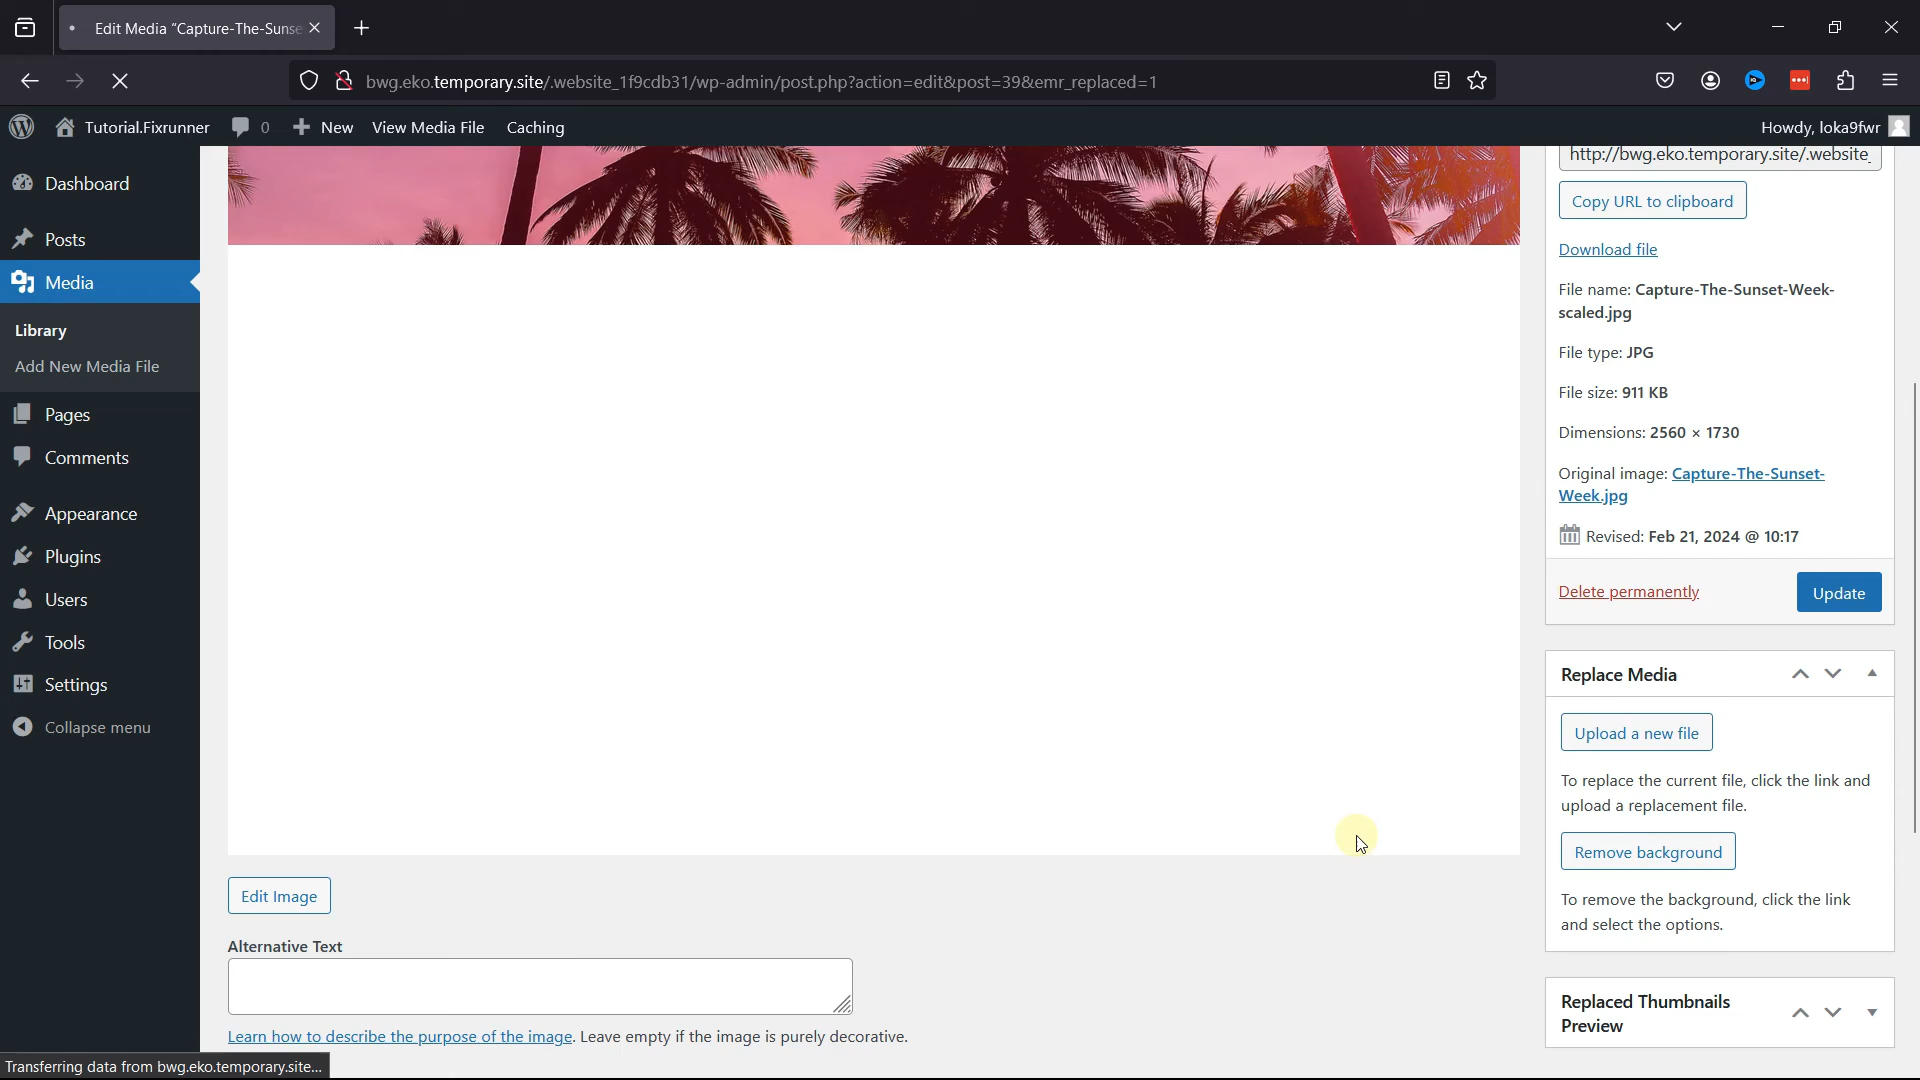 Edit Media “Capture-The-Sunse
bwg.eko.temporary.site/.website_1f9cdb31/wp-admin/post.php?action=edit&post=39&emr_replaced=1
Tutorial.Fixrunner
0
New
View Media File
Caching
Howdy, loka9fwr
Dashboard
Posts
Media
Library
Add New Media File
Pages
Comments
Appearance
Plugins
Users
Tools
Settings
Collapse menu
Edit Image
Alternative Text
Learn how to describe the purpose of the image. Leave empty if the image is purely decorative.
http://bwg.eko.temporary.site/.website_
Copy URL to clipboard
Download file
File name: Capture-The-Sunset-Week-
scaled.jpg
File type: JPG
File size: 911 KB
Dimensions: 2560 × 1730
Original image: Capture-The-Sunset-
Week.jpg
Revised: Feb 21, 2024 @ 10:17
Delete permanently
Update
Replace Media
Upload a new file
To replace the current file, click the link and
upload a replacement file.
Remove background
To remove the background, click the link
and select the options.
Replaced Thumbnails
Preview
Transferring data from bwg.eko.temporary.site...